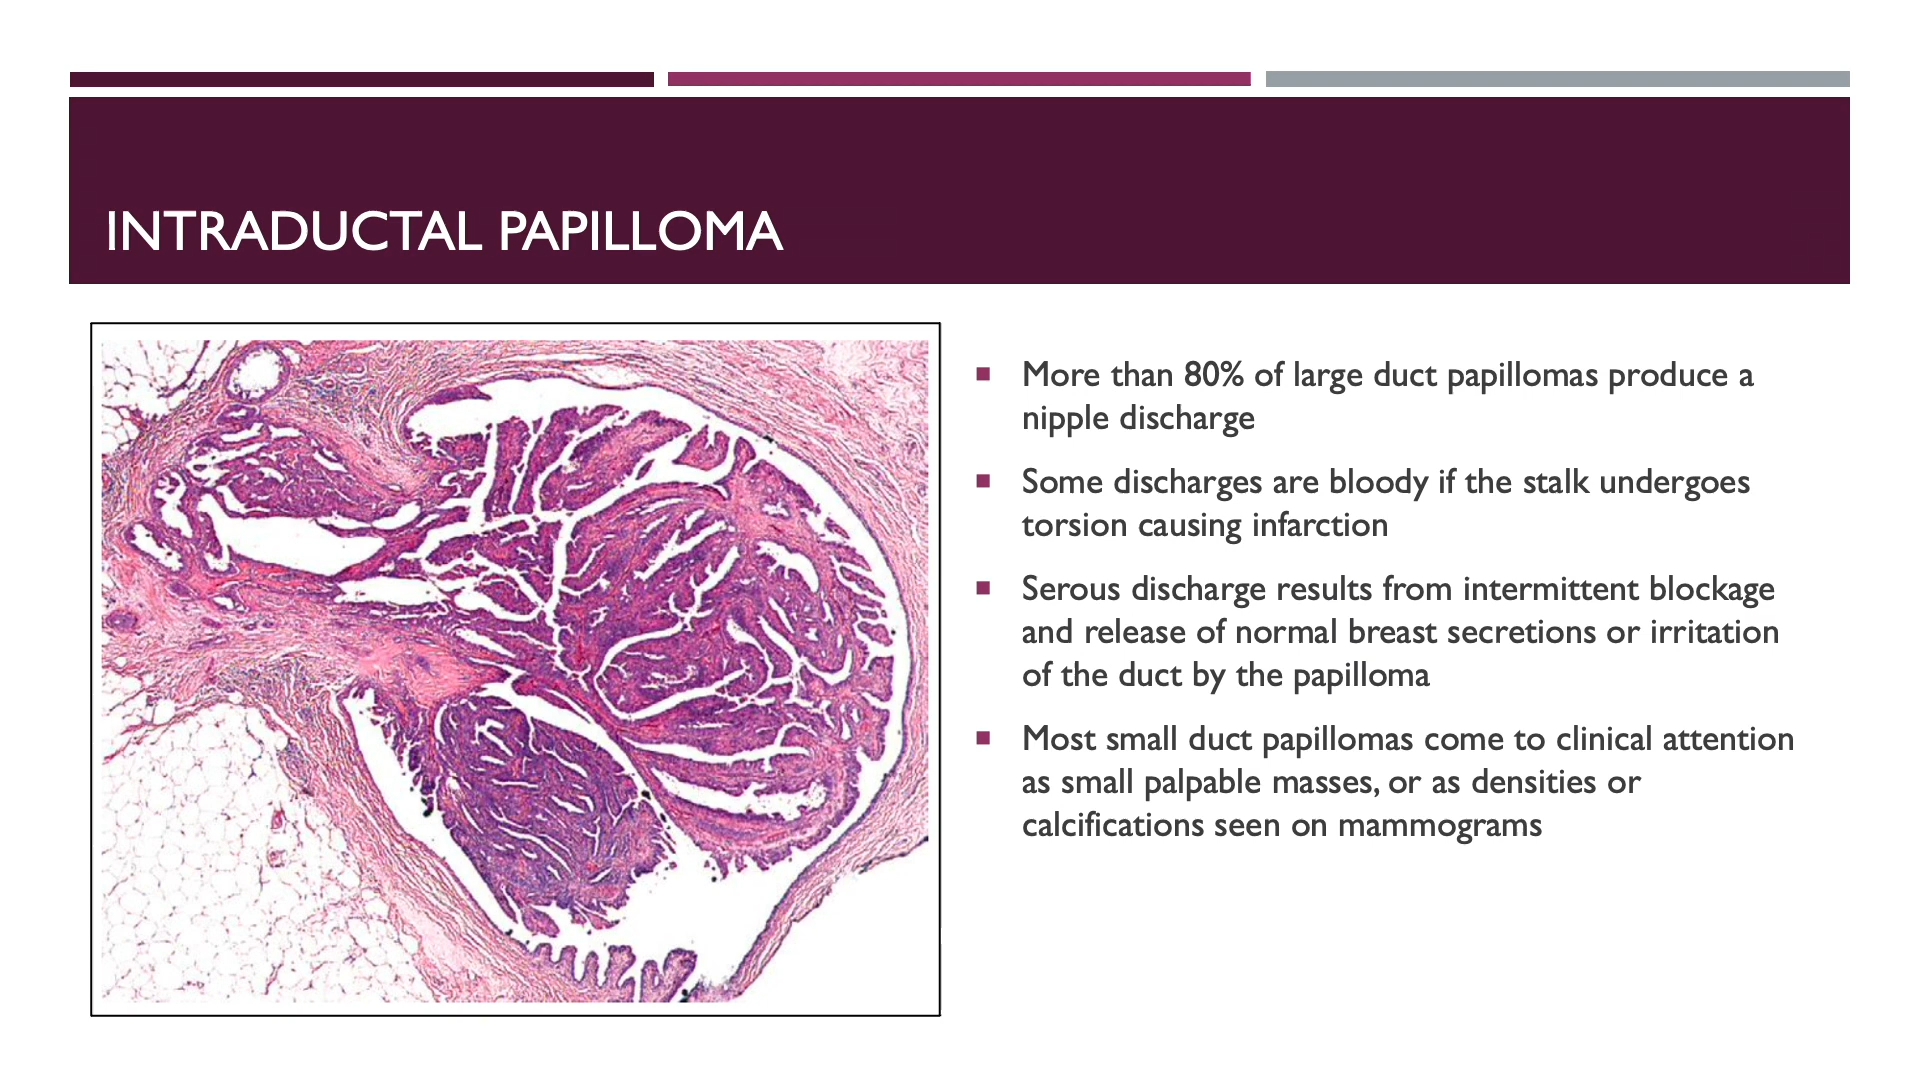 INTRADUCTAL PAPILLOMA
More than 80% of large duct papillomas produce a
nipple discharge
Some discharges are bloody if the stalk undergoes
torsion causing infarction
Serous discharge results from intermittent blockage
and release of normal breast secretions or irritation
of the duct by the papilloma
Most small duct papillomas come to clinical attention
as small palpable masses, or as densities or
calcifications seen on mammograms